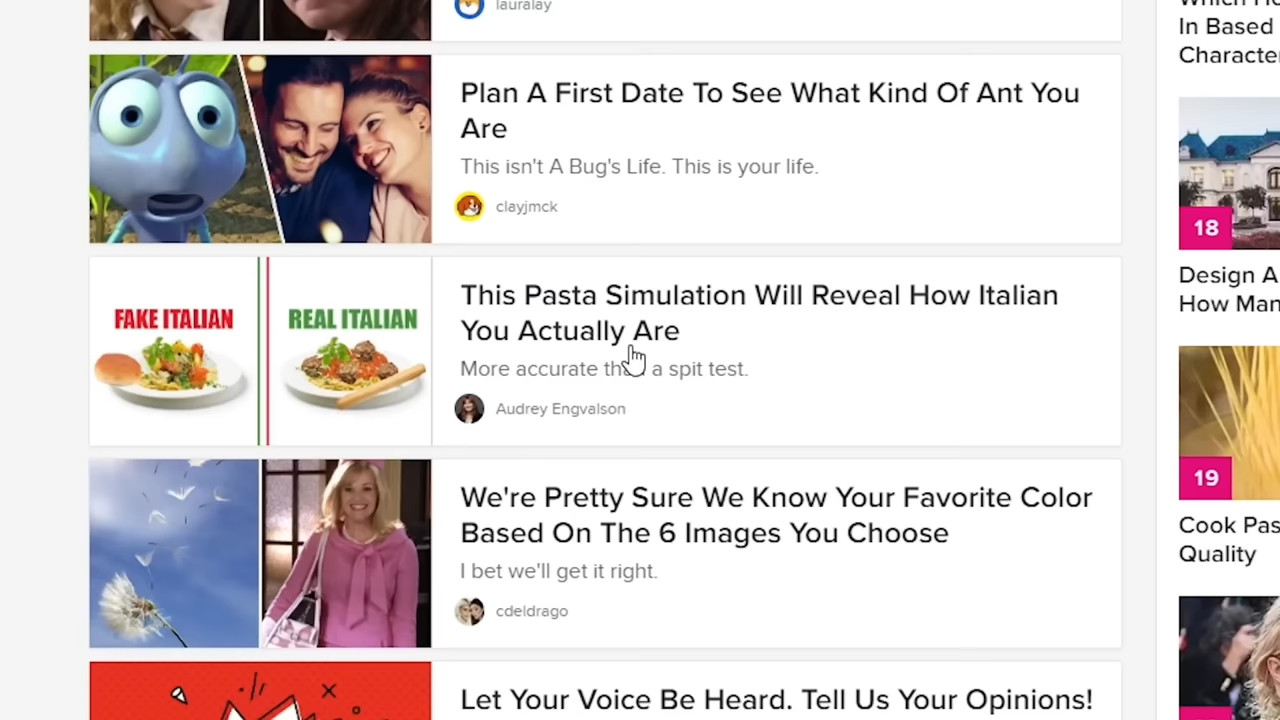 lauralay
Plan A First Date To See What Kind Of Ant You
Are
This isn't A Bug's Life. This is your life.
clayjmck
FAKE ITALIAN
REAL ITALIAN
This Pasta Simulation Will Reveal How Italian
You Actually Are
More accurate a spit test.
Audrey Engvalson
We're Pretty Sure We Know Your Favorite Color
Based On The 6 Images You Choose
I bet we'll get it right.
cdeldrago
Let Your Voice Be Heard. Tell Us Your Opinions!
In Based
18
Design A
19
Cook
Quality